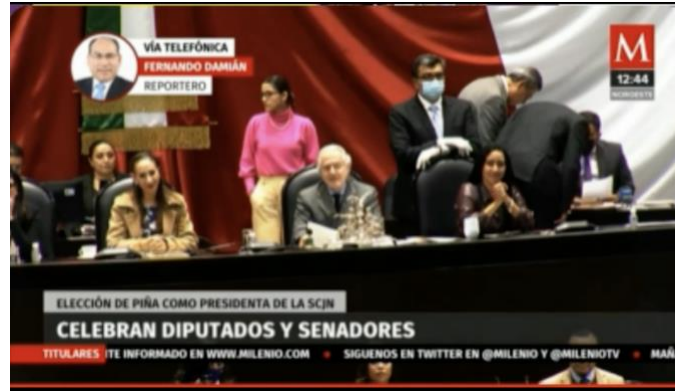 VÍA TELEFÓNICA
FERNANDO DAMIÁN
REPORTERO
M
12:44
NOROESTE
ELECCIÓN DE PIÑA COMO PRESIDENTA DE LA SCJN
CELEBRAN DIPUTADOS Y SENADORES
TITULARES TE INFORMADO EN WWW.MILENIO.COM • SIGUENOS EN TWITTER EN @MILENIO Y @MILENIOTV • MAÑ